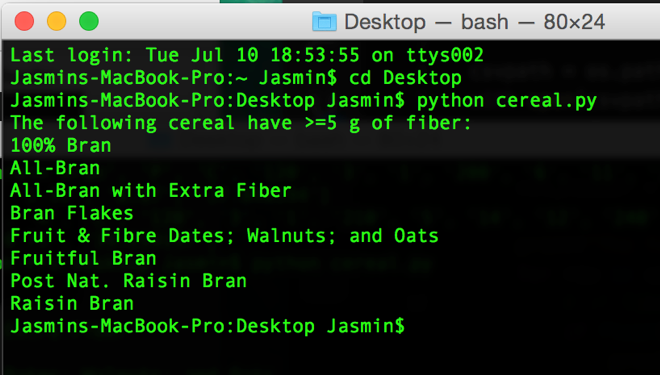 Desktop — bash — 80×24
Last login: Tue Jul 10 18:53:55 on ttys002
Jasmins-MacBook-Pro:~ Jasmin$ cd Desktop
Jasmins-MacBook-Pro:Desktop Jasmin$ python cereal.py
The following cereal have >=5 g of fiber:
100% Bran
All-Bran
All-Bran with Extra Fiber
Bran Flakes
Fruit & Fibre Dates; Walnuts; and Oats
Fruitful Bran
Post Nat. Raisin Bran
Raisin Bran
Jasmins-MacBook-Pro:Desktop Jasmin$